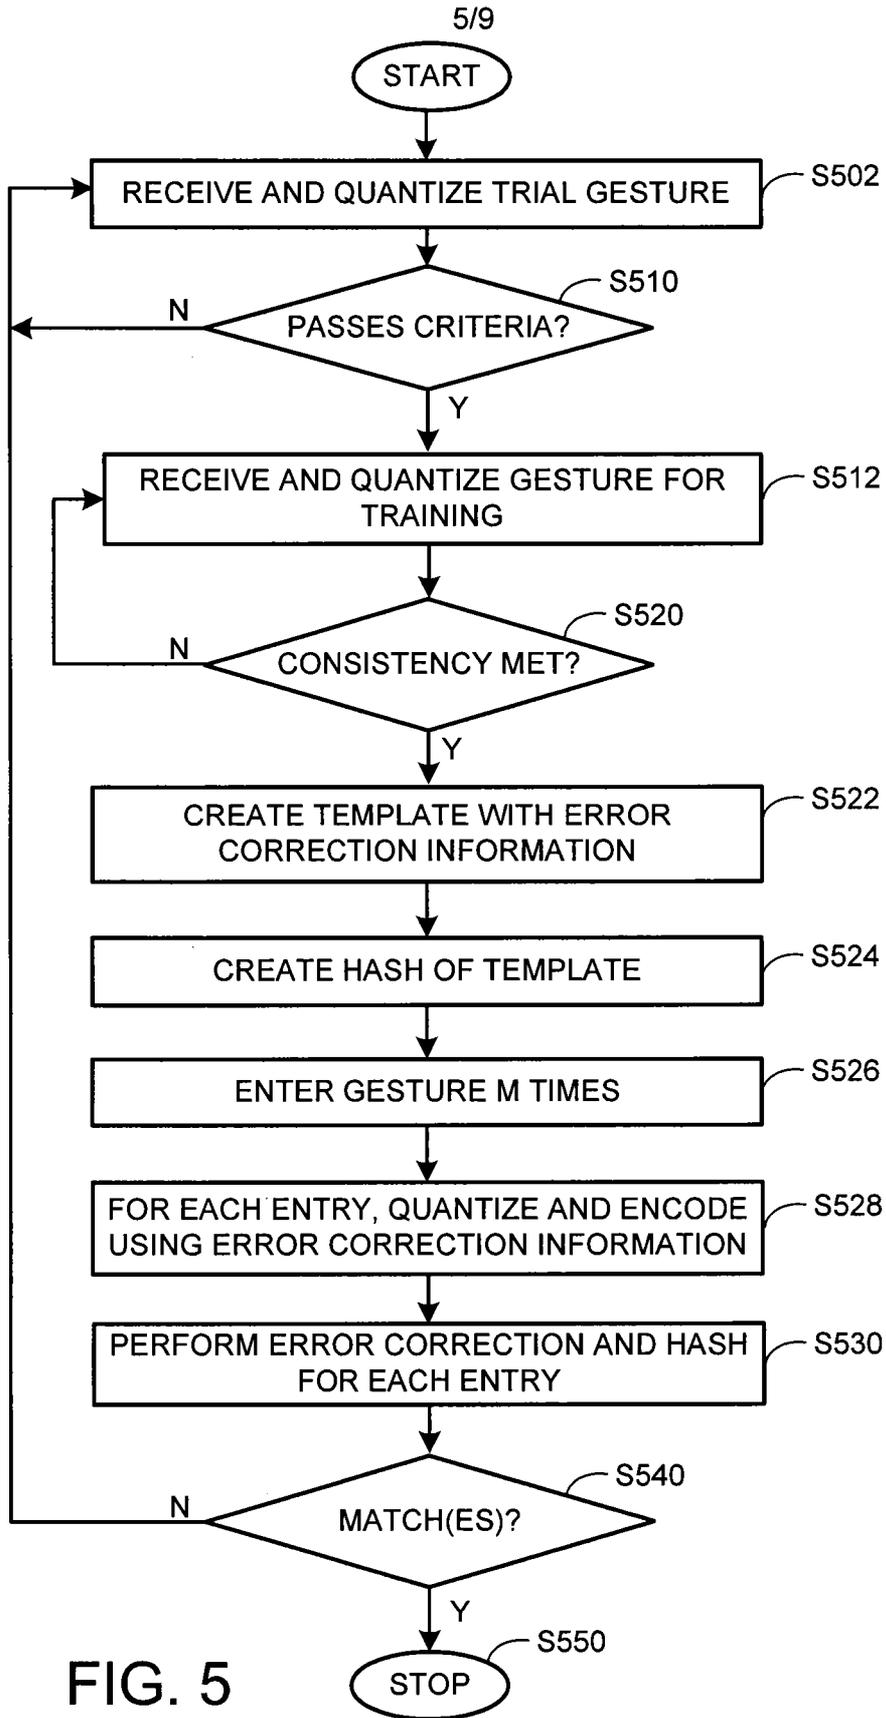 5/9
START
RECEIVE AND QUANTIZE TRIAL GESTURE
S502
S510
PASSES CRITERIA?
N
Y
RECEIVE AND QUANTIZE GESTURE FOR
TRAINING
S512
S520
CONSISTENCY MET?
N
Y
CREATE TEMPLATE WITH ERROR
CORRECTION INFORMATION
S522
CREATE HASH OF TEMPLATE
S524
ENTER GESTURE M TIMES
S526
FOR EACH ENTRY, QUANTIZE AND ENCODE
USING ERROR CORRECTION INFORMATION
S528
PERFORM ERROR CORRECTION AND HASH
FOR EACH ENTRY
S530
S540
MATCH(ES)?
N
Y
S550
STOP
FIG. 5